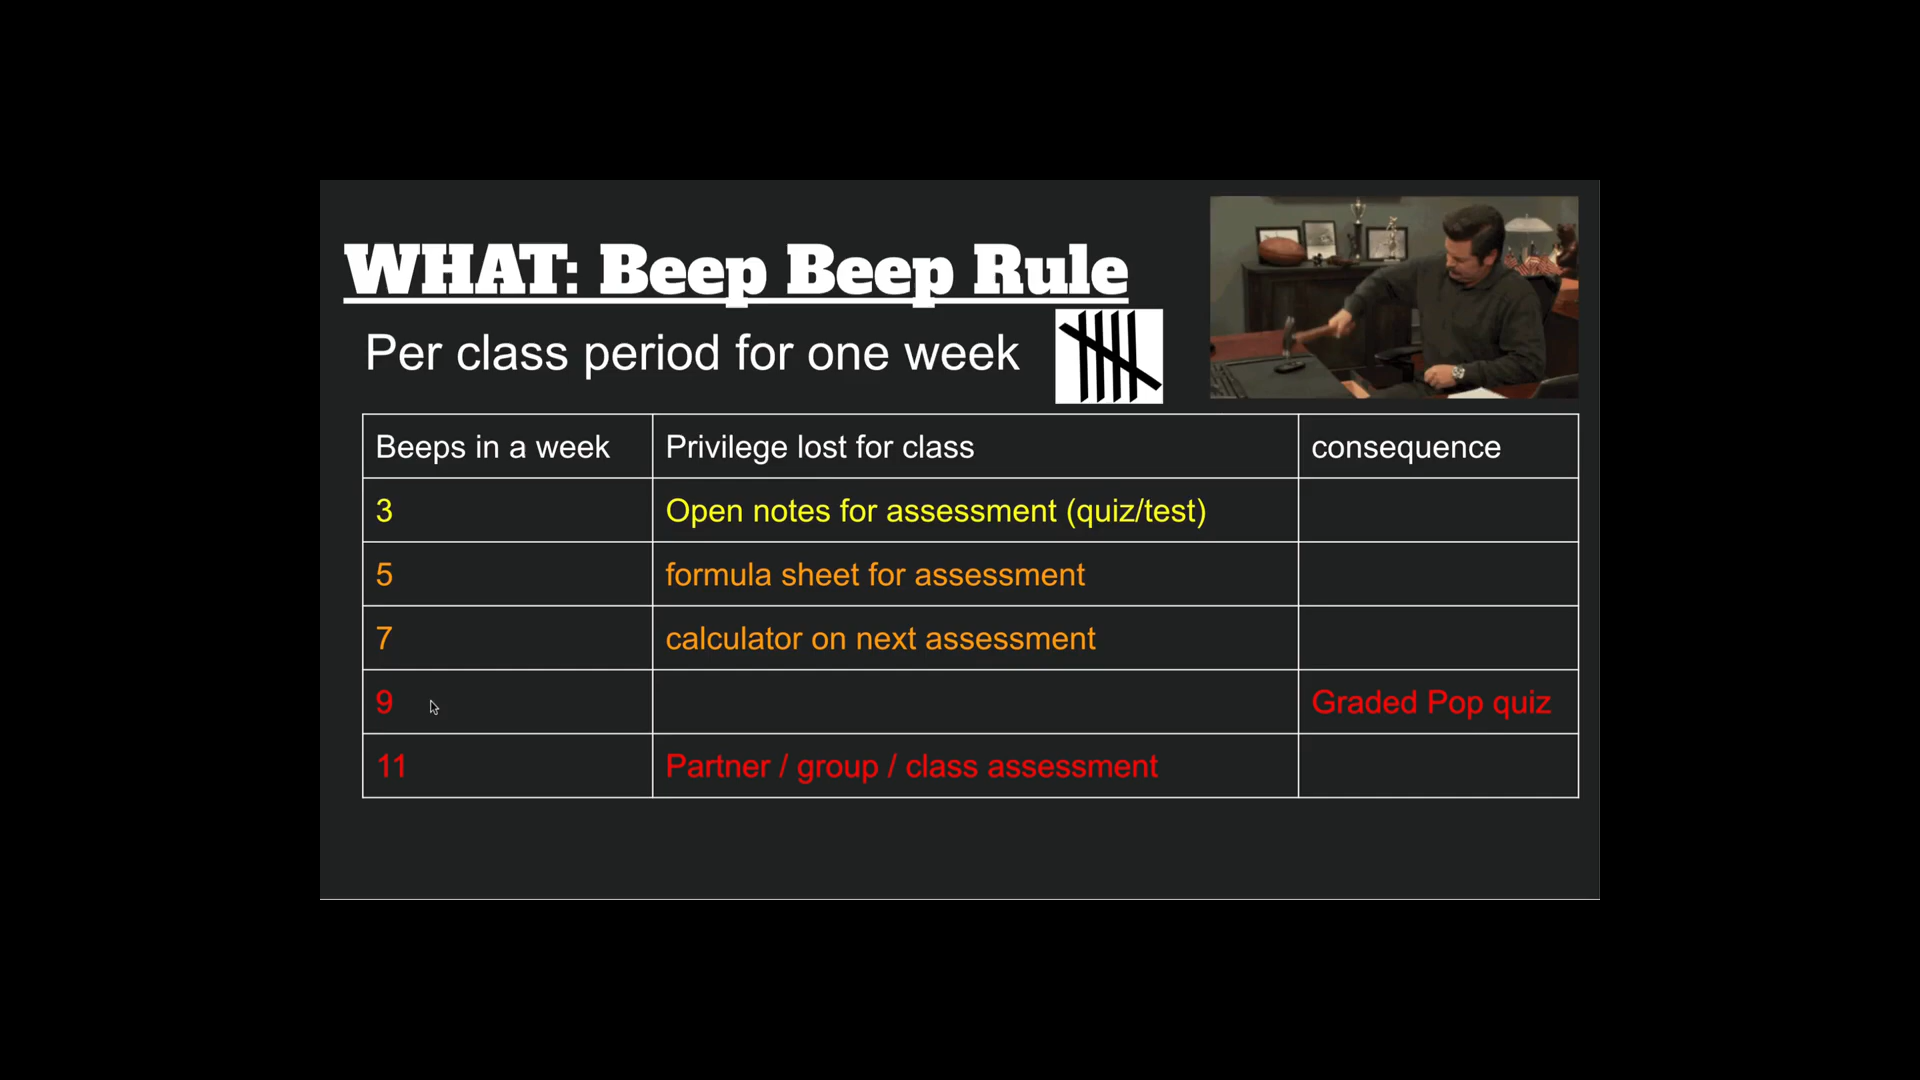 WHAT: Beep Beep Rule
Per class period for one week
Beeps in a week Privilege lost for class consequence
3 Open notes for assessment (quiz/test)
5 formula sheet for assessment
7 calculator on next assessment
9 Graded Pop quiz
11 Partner / group / class assessment